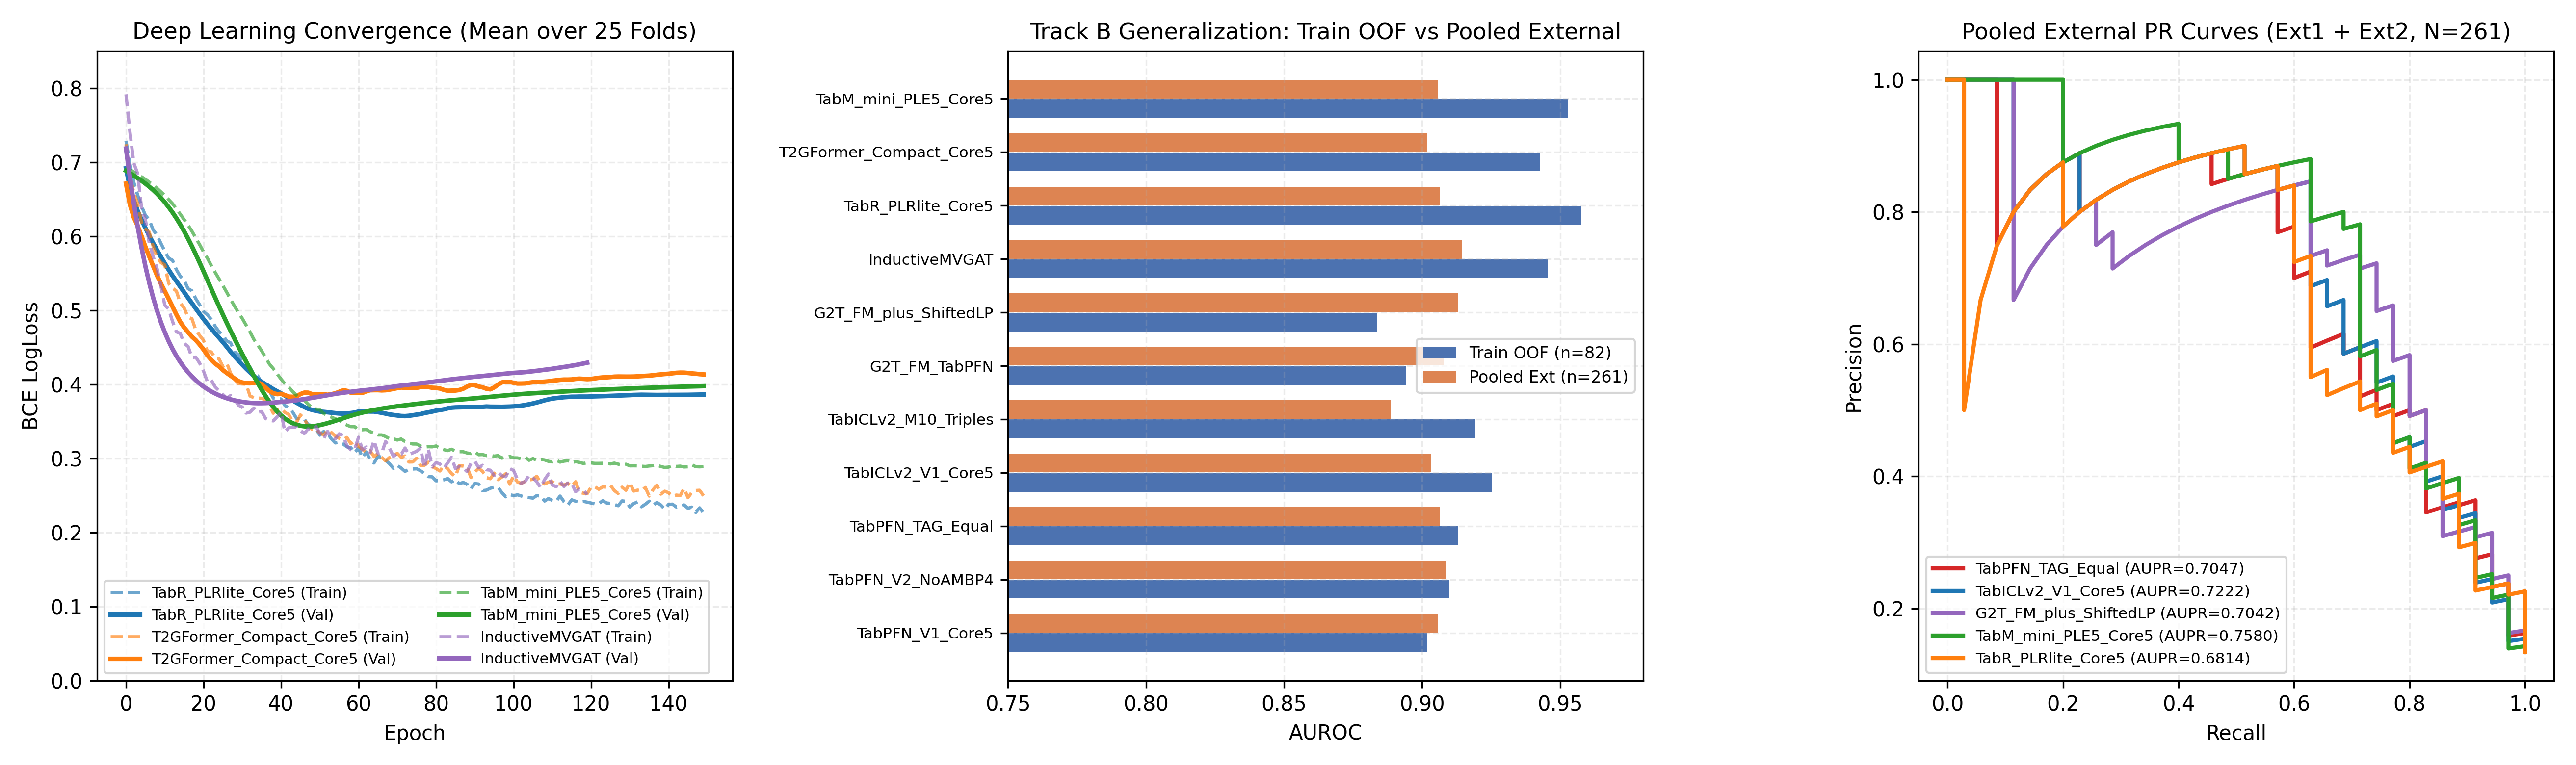 Deep Learning Convergence (Mean over 25 Folds)
BCE LogLoss
0.8
0.7
0.6
0.5
0.4
0.3
0.2
0.1
0.0
TabR_PLRlite_Core5 (Train)
TabR_PLRlite_Core5 (Val)
T2GFormer_Compact_Core5 (Train)
T2GFormer_Compact_Core5 (Val)
TabM_mini_PLE5_Core5 (Train)
TabM_mini_PLE5_Core5 (Val)
InductiveMVGAT (Train)
InductiveMVGAT (Val)
0 20 40 60 80 100 120 140
Epoch
Track B Generalization: Train OOF vs Pooled External
TabM_mini_PLE5_Core5
T2GFormer_Compact_Core5
TabR_PLRlite_Core5
InductiveMVGAT
G2T_FM_plus_ShiftedLP
G2T_FM_TabPFN
TabICLv2_M10_Triples
TabICLv2_V1_Core5
TabPFN_TAG_Equal
TabPFN_V2_NoAMBP4
TabPFN_V1_Core5
Train OOF (n=82)
Pooled Ext (n=261)
0.75 0.80 0.85 0.90 0.95
AUROC
Pooled External PR Curves (Ext1 + Ext2, N=261)
Precision
1.0
0.8
0.6
0.4
0.2
TabPFN_TAG_Equal (AUPR=0.7047)
TabICLv2_V1_Core5 (AUPR=0.7222)
G2T_FM_plus_ShiftedLP (AUPR=0.7042)
TabM_mini_PLE5_Core5 (AUPR=0.7580)
TabR_PLRlite_Core5 (AUPR=0.6814)
0.0 0.2 0.4 0.6 0.8 1.0
Recall